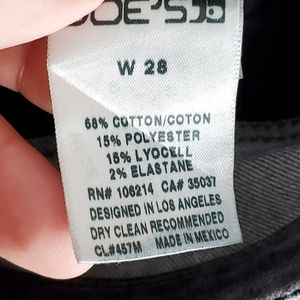 JOE'S
W 28
68% COTTON/COTON
15% POLYESTER
15% LYOCELL
2% ELASTANE
RN# 106214 CA# 35037
DESIGNED IN LOS ANGELES
DRY CLEAN RECOMMENDED
CL#457M MADE IN MEXICO